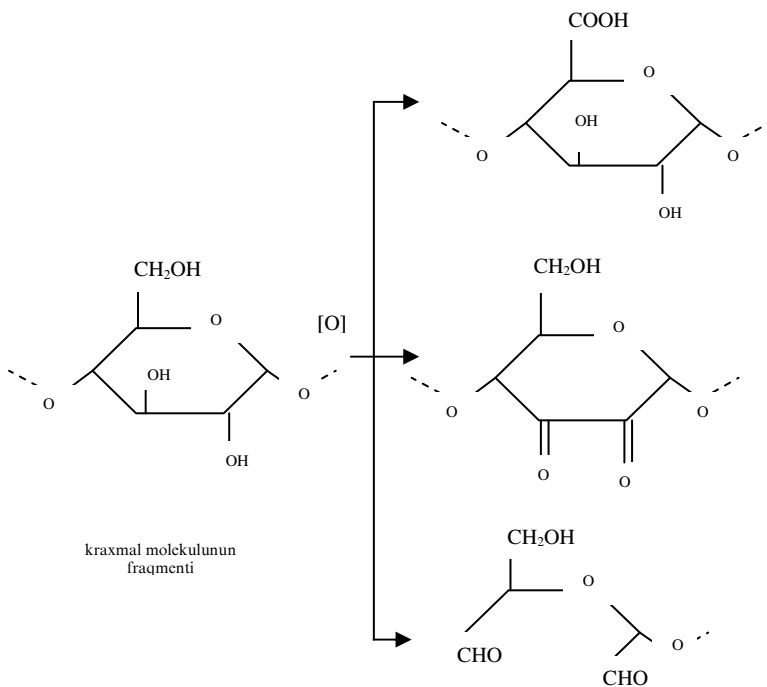 COOH
O
OH
O
O
OH
CH₂OH
O
OH
O
O
OH
[O]
CH₂OH
O
O
O
O
O
kraxmal molekulunun
fraqmenti
CH₂OH
O
O
CHO
CHO